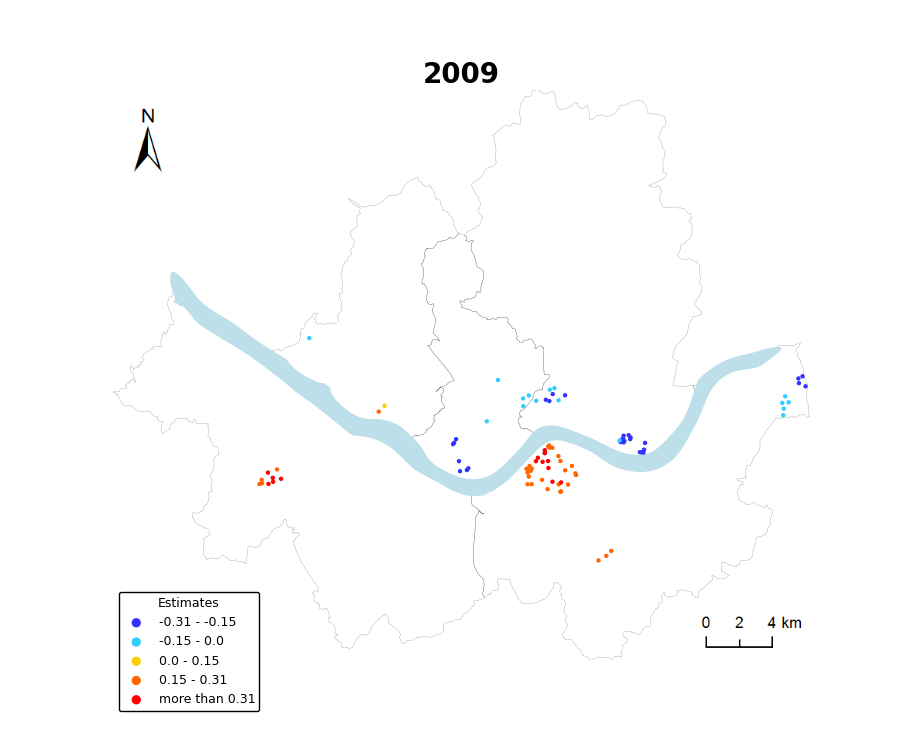 2009
N
Estimates
-0.31 - -0.15
-0.15 - 0.0
0.0 - 0.15
0.15 - 0.31
more than 0.31
0 2 4 km